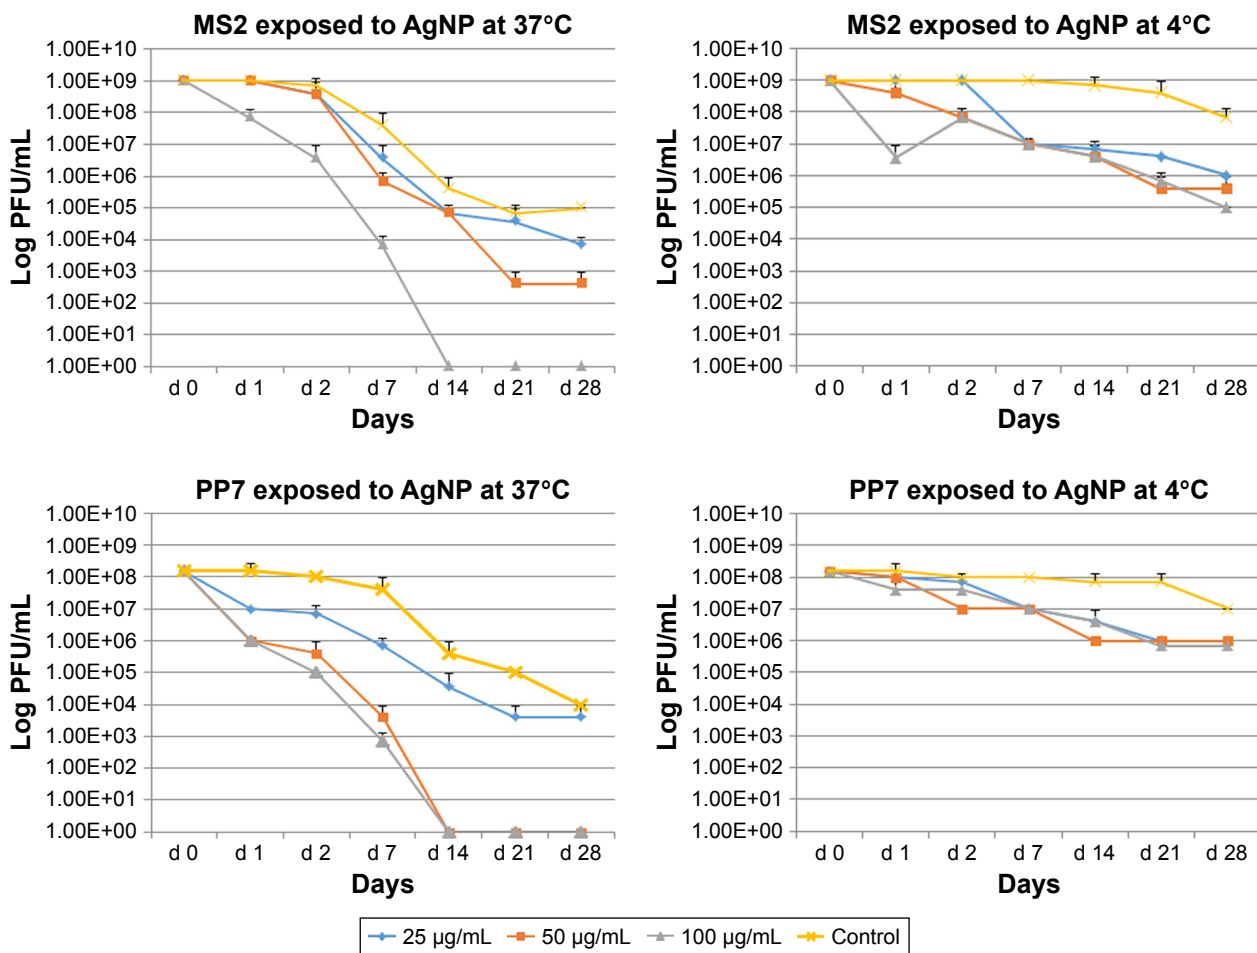 MS2 exposed to AgNP at 37°C
Log PFU/mL
1.00E+10
1.00E+09
1.00E+08
1.00E+07
1.00E+06
1.00E+05
1.00E+04
1.00E+03
1.00E+02
1.00E+01
1.00E+00
d 0 d 1 d 2 d 7 d 14 d 21 d 28
Days
MS2 exposed to AgNP at 4°C
Log PFU/mL
1.00E+10
1.00E+09
1.00E+08
1.00E+07
1.00E+06
1.00E+05
1.00E+04
1.00E+03
1.00E+02
1.00E+01
1.00E+00
d 0 d 1 d 2 d 7 d 14 d 21 d 28
Days
PP7 exposed to AgNP at 37°C
Log PFU/mL
1.00E+10
1.00E+09
1.00E+08
1.00E+07
1.00E+06
1.00E+05
1.00E+04
1.00E+03
1.00E+02
1.00E+01
1.00E+00
d 0 d 1 d 2 d 7 d 14 d 21 d 28
Days
PP7 exposed to AgNP at 4°C
Log PFU/mL
1.00E+10
1.00E+09
1.00E+08
1.00E+07
1.00E+06
1.00E+05
1.00E+04
1.00E+03
1.00E+02
1.00E+01
1.00E+00
d 0 d 1 d 2 d 7 d 14 d 21 d 28
Days
25 µg/mL 50 µg/mL 100 µg/mL Control